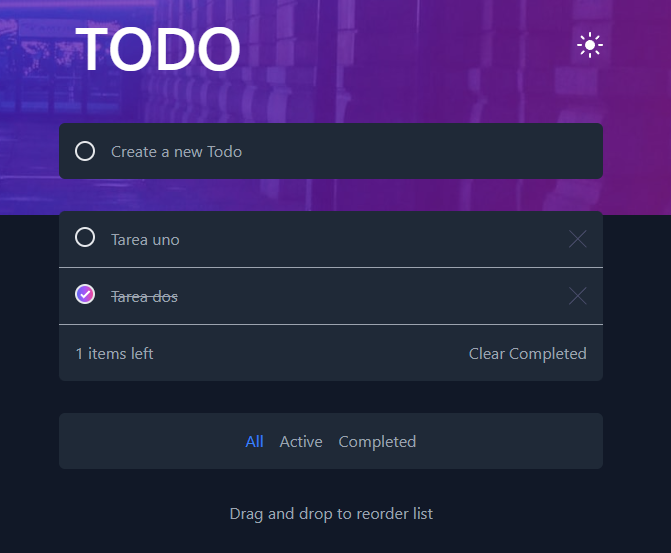 TODO
Create a new Todo
Tarea uno
Tarea dos
1 items left Clear Completed
All Active Completed
Drag and drop to reorder list